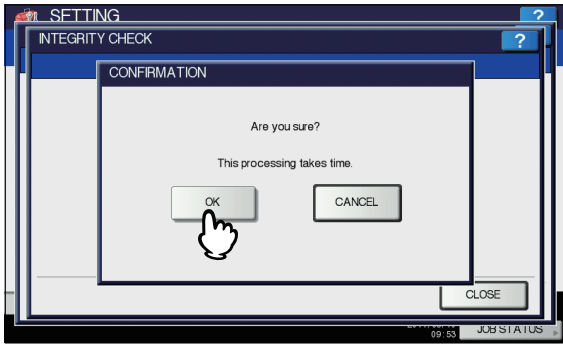 SETTING
?
INTEGRITY CHECK
?
CONFIRMATION
Are you sure?
This processing takes time.
OK
CANCEL
CLOSE
09:53
JOB STATUS